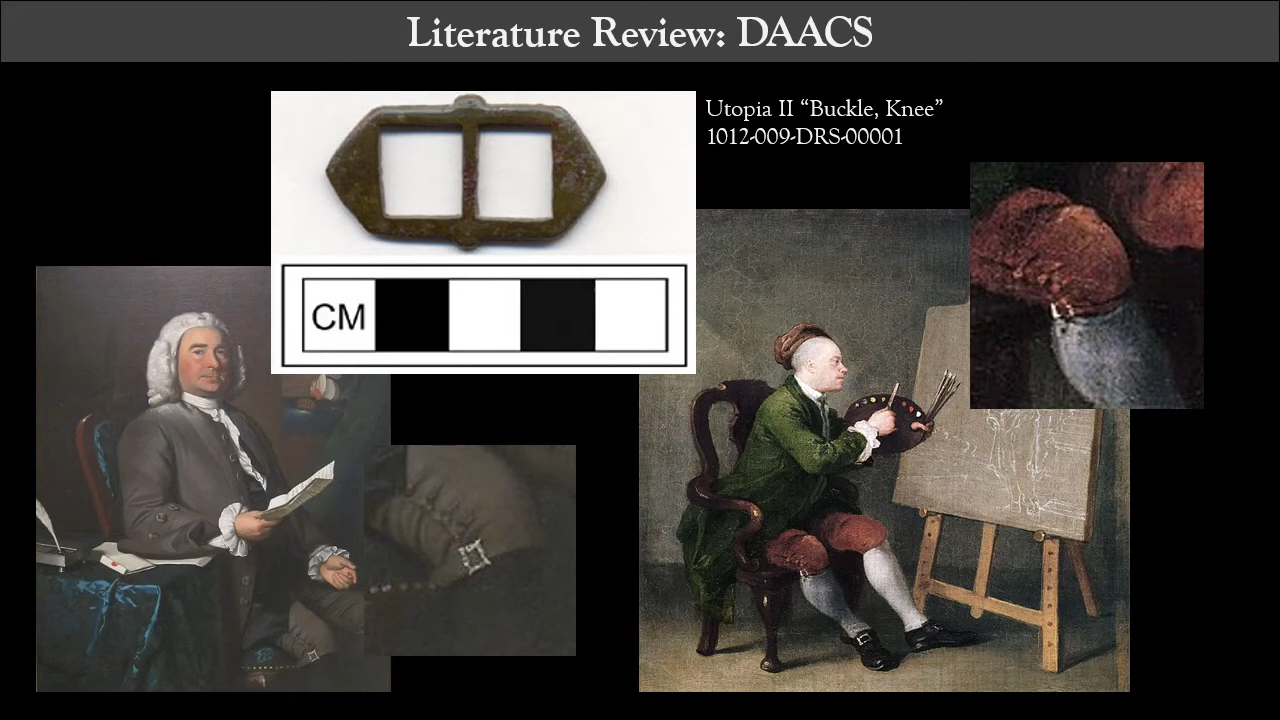 Literature Review: DAACS
Utopia II “Buckle, Knee”
1012-009-DRS-00001
CM